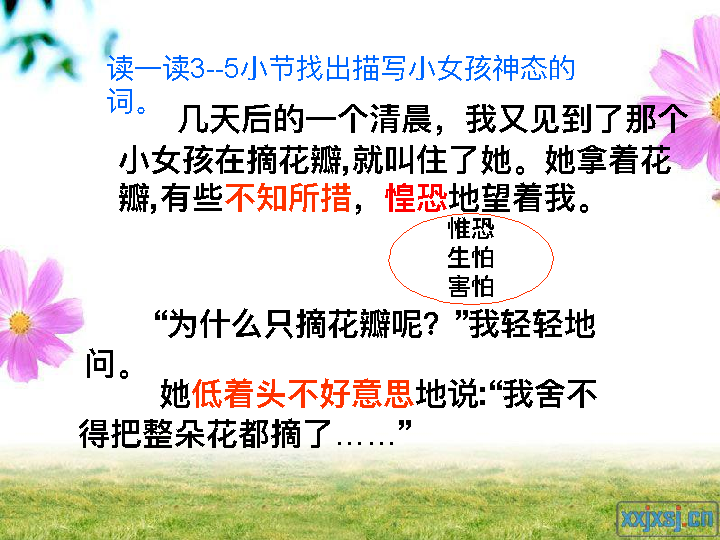 读一读3--5小节找出描写小女孩神态的
词。
几天后的一个清晨，我又见到了那个
小女孩在摘花瓣,就叫住了她。她拿着花
瓣,有些不知所措，惶恐地望着我。
惟恐
生怕
害怕
“为什么只摘花瓣呢？”我轻轻地
问。
她低着头不好意思地说:“我舍不
得把整朵花都摘了……”
xxjxsj.cn